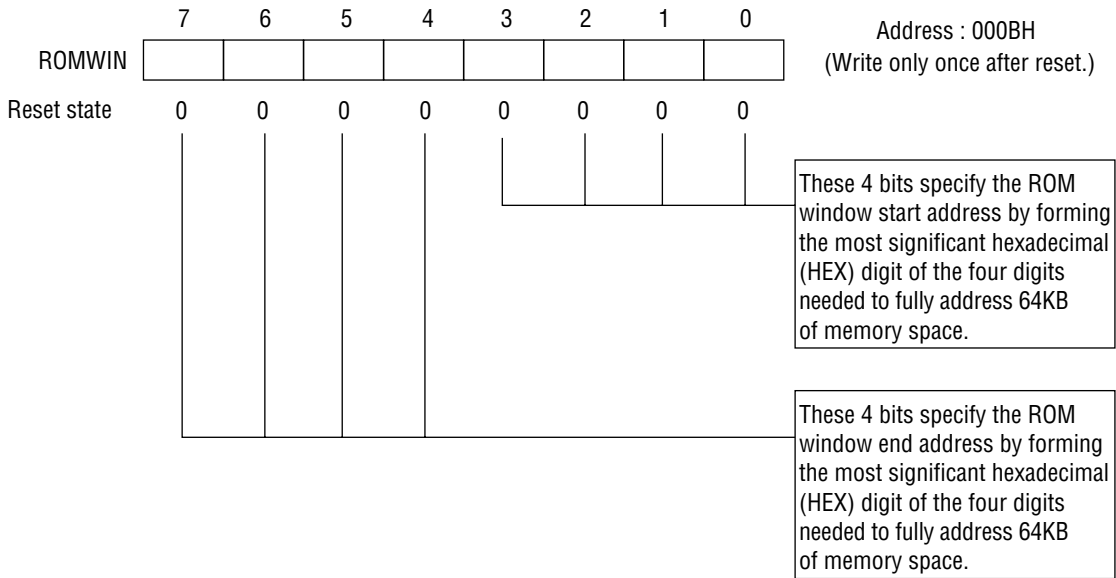 7 6 5 4 3 2 1 0
Address : 000BH
ROMWIN
(Write only once after reset.)
Reset state 0 0 0 0 0 0 0 0
These 4 bits specify the ROM
window start address by forming
the most significant hexadecimal
(HEX) digit of the four digits
needed to fully address 64KB
of memory space.
These 4 bits specify the ROM
window end address by forming
the most significant hexadecimal
(HEX) digit of the four digits
needed to fully address 64KB
of memory space.